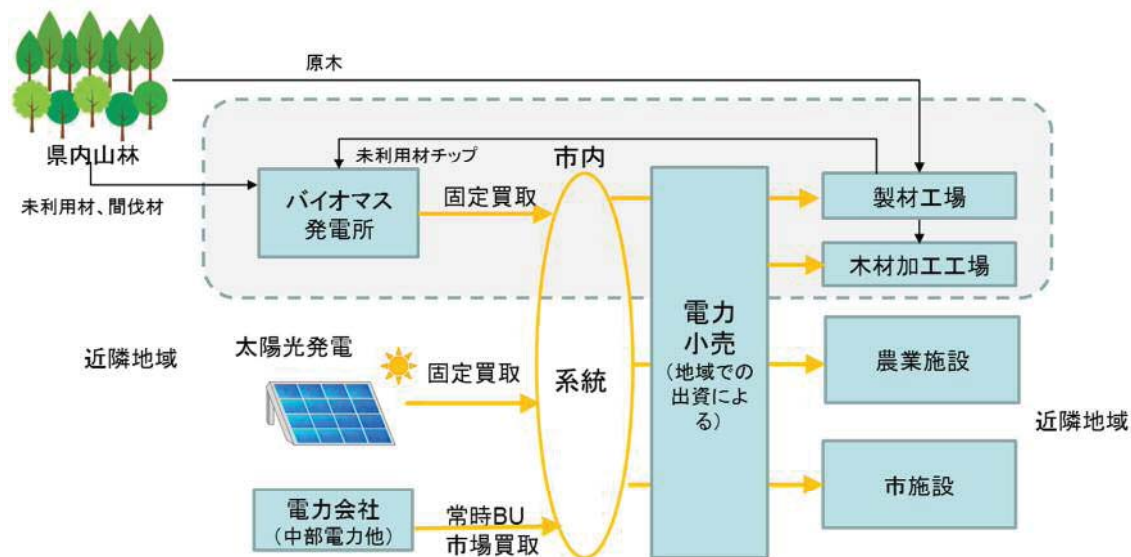 原木
県内山林
未利用材、間伐材
未利用材チップ
市内
バイオマス
発電所
固定買取
製材工場
木材加工工場
近隣地域
太陽光発電
固定買取
系統
電力
小売
（地域での
出資によ
る）
農業施設
近隣地域
市施設
電力会社
（中部電力他）
常時BU
市場買取